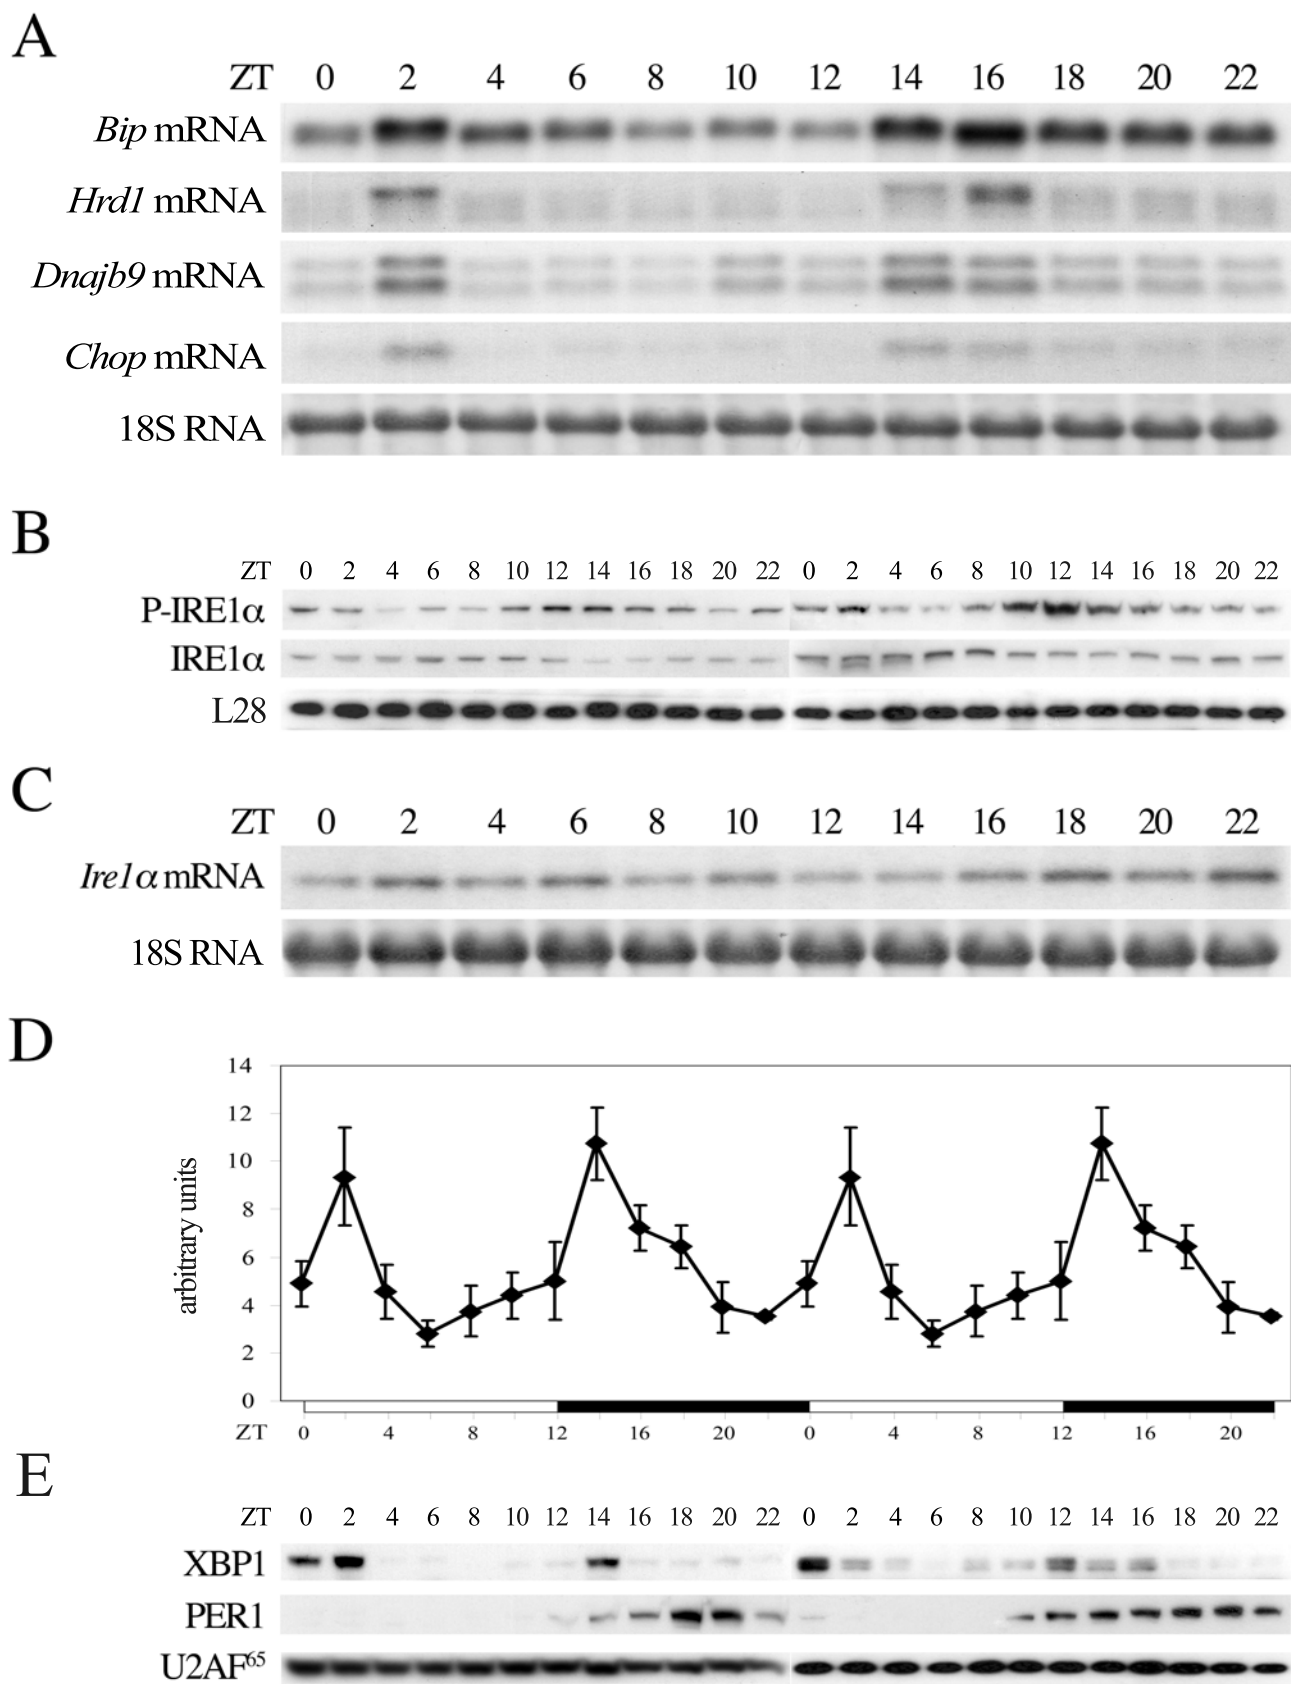 A
ZT 0 2 4 6 8 10 12 14 16 18 20 22
Bip mRNA
Hrd1 mRNA
Dnajb9 mRNA
Chop mRNA
18S RNA
B
ZT 0 2 4 6 8 10 12 14 16 18 20 22 0 2 4 6 8 10 12 14 16 18 20 22
P-IRE1α
IRE1α
L28
C
ZT 0 2 4 6 8 10 12 14 16 18 20 22
Ire1α mRNA
18S RNA
D
14
12
10
8
6
4
2
0
arbitrary units
ZT 0 4 8 12 16 20 0 4 8 12 16 20
E
ZT 0 2 4 6 8 10 12 14 16 18 20 22 0 2 4 6 8 10 12 14 16 18 20 22
XBP1
PER1
U2AF⁶⁵